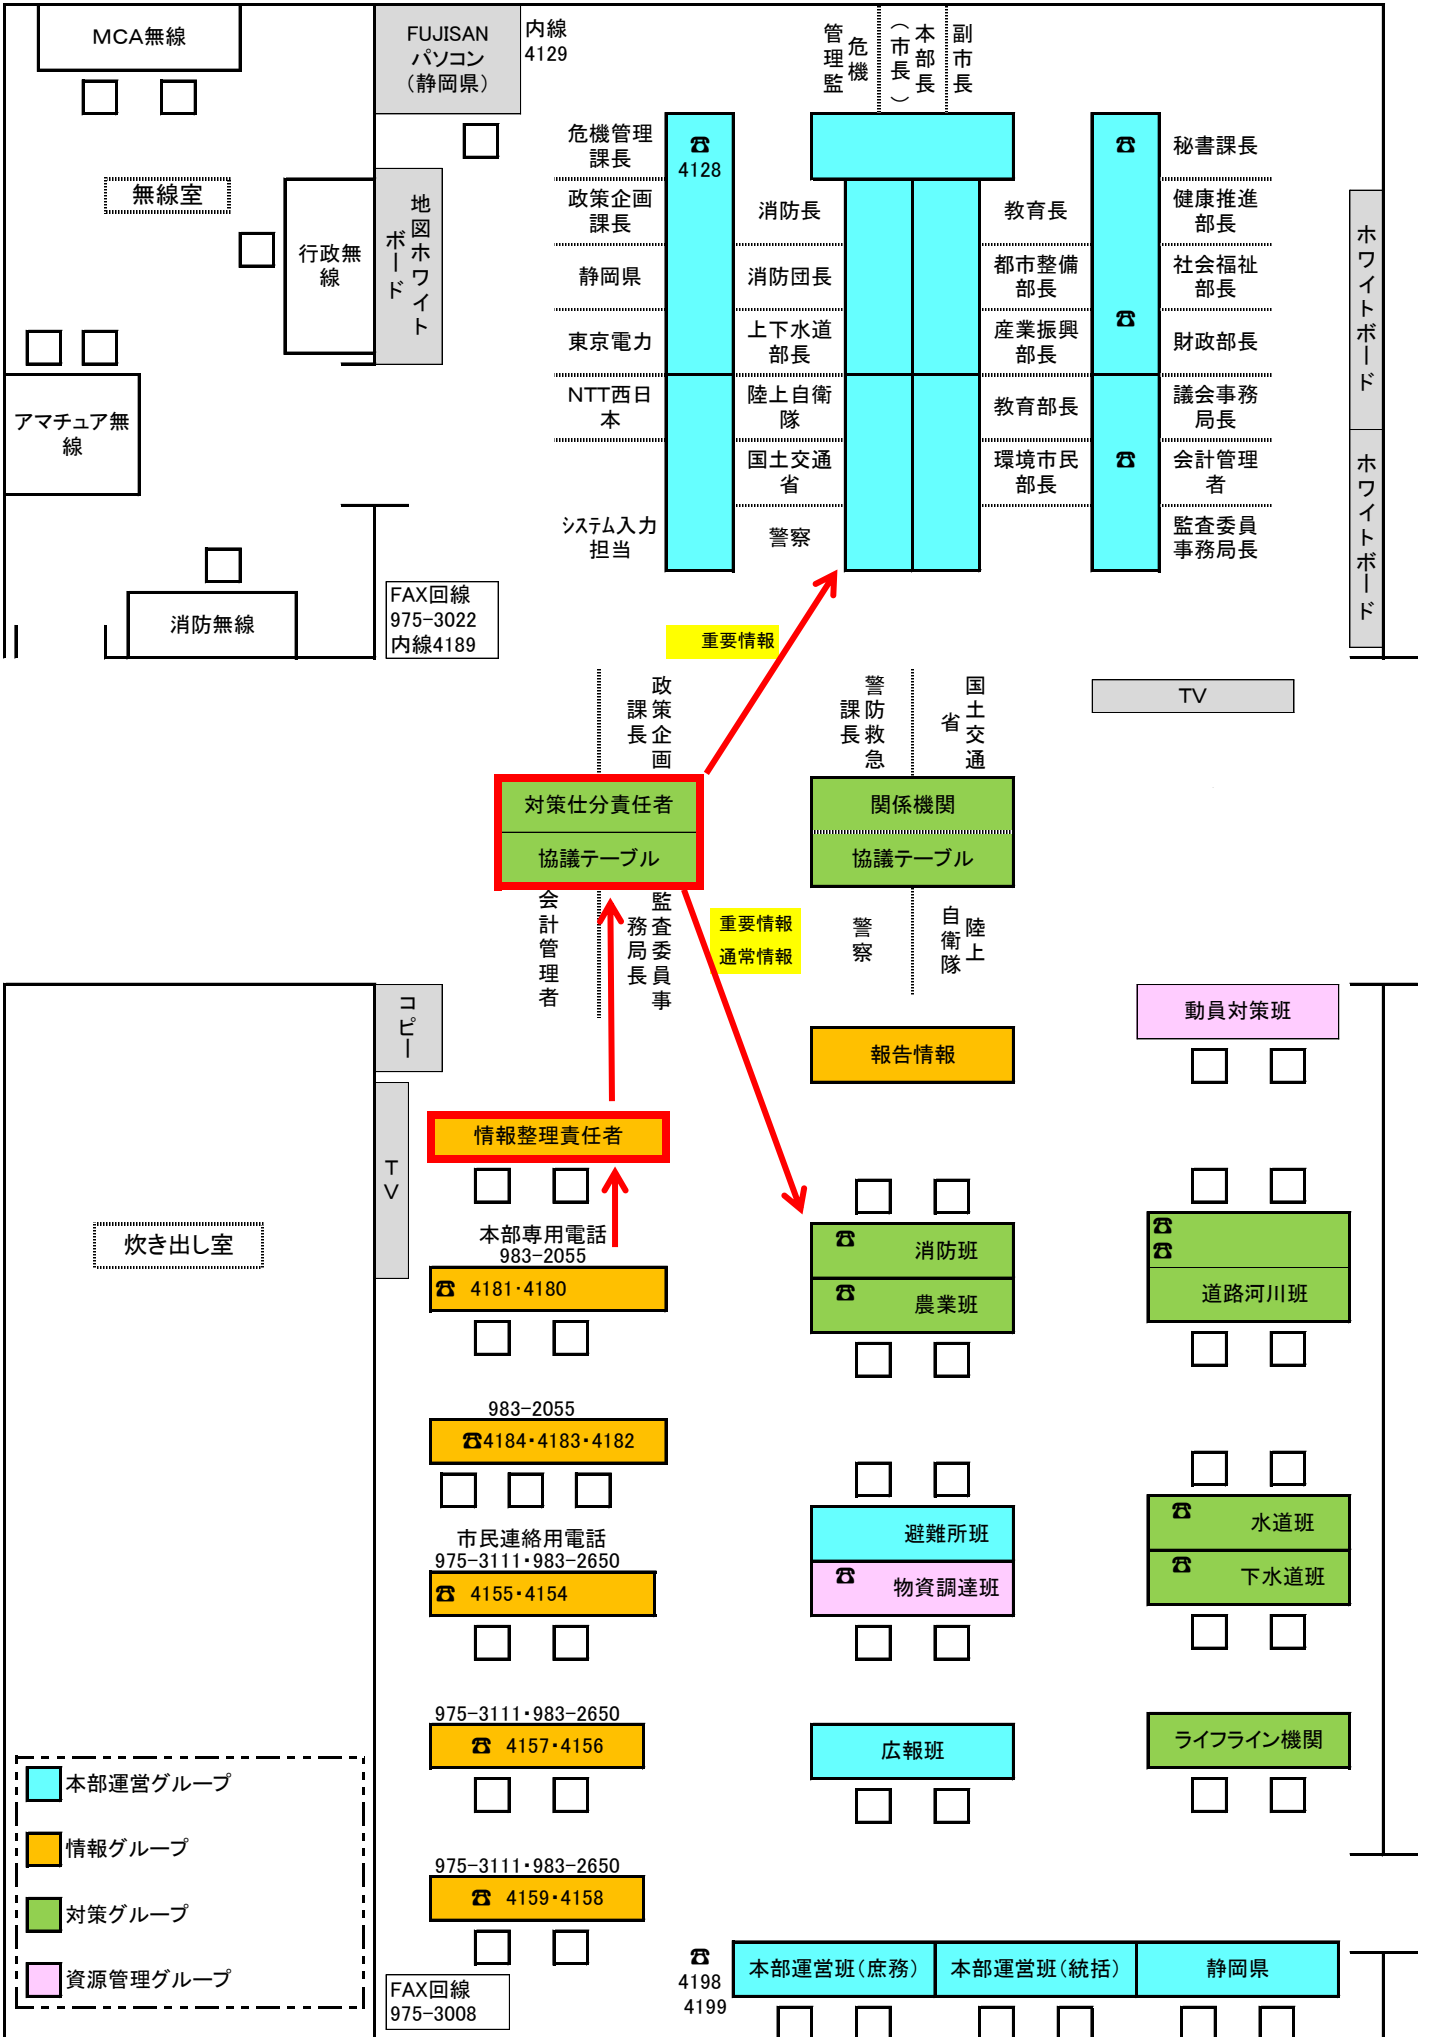 MCA無線
FUJISAN
パソコン
（静岡県）
内線
4129
危機
管理監
本部長
（市長）
副市長
無線室
行政無
線
地図ホワイト
ボード
アマチュア無
線
消防無線
FAX回線
975-3022
内線4189
危機管理
課長
☎
4128
政策企画
課長
静岡県
東京電力
NTT西日
本
システム入力
担当
消防長
消防団長
上下水道
部長
陸上自衛
隊
国土交通
省
警察
教育長
都市整備
部長
産業振興
部長
教育部長
環境市民
部長
☎
☎
☎
秘書課長
健康推進
部長
社会福祉
部長
財政部長
議会事務
局長
会計管理
者
監査委員
事務局長
ホワイトボード
ホワイトボード
重要情報
TV
政策企画
課長
警防救急
課長
国土交通
省
対策仕分責任者
協議テーブル
関係機関
協議テーブル
会計管理者
監査委員事
務局長
重要情報
通常情報
警察
陸上
自衛隊
コピー
TV
炊き出し室
報告情報
動員対策班
情報整理責任者
本部専用電話
983-2055
☎ 4181・4180
983-2055
☎4184・4183・4182
市民連絡用電話
975-3111・983-2650
☎ 4155・4154
975-3111・983-2650
☎ 4157・4156
975-3111・983-2650
☎ 4159・4158
FAX回線
975-3008
☎ 消防班
☎ 農業班
☎
☎
道路河川班
避難所班
☎ 物資調達班
☎ 水道班
☎ 下水道班
広報班
ライフライン機関
☎
4198
4199
本部運営班（庶務）
本部運営班（統括）
静岡県
本部運営グループ
情報グループ
対策グループ
資源管理グループ